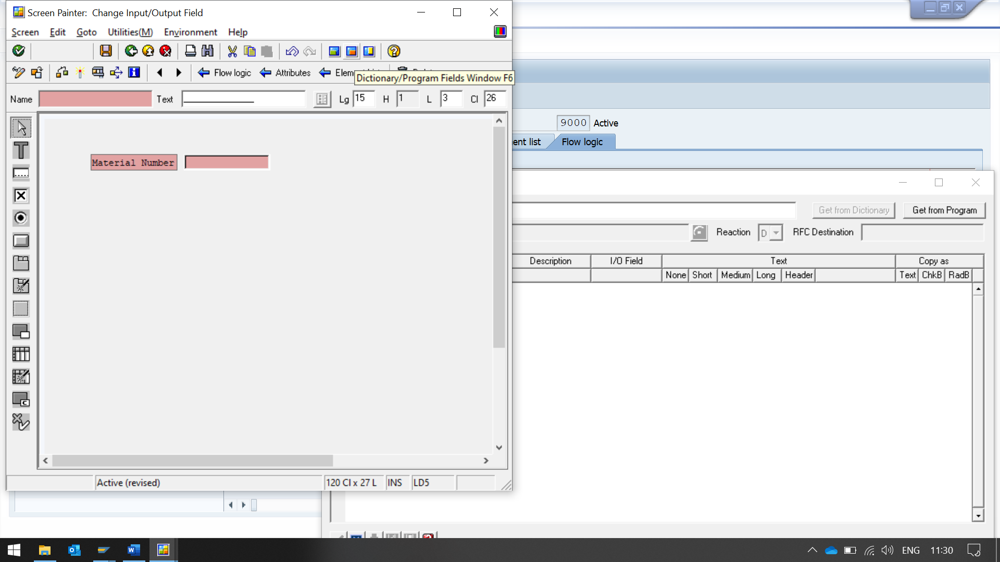 Screen Painter: Change Input/Output Field
Screen Edit Goto Utilities(M) Environment Help
Flow logic Attributes
Dictionary/Program Fields Window F6
Name Text Lg 15 H 1 L 3 Cl 26
9000 Active
ent list Flow logic
Material Number
Get from Dictionary Get from Program
Reaction D RFC Destination
Description I/O Field Text Copy as
None Short Medium Long Header Text ChkB RadB
Active (revised) 120 Cl x 27 L INS LD5
ENG 11:30